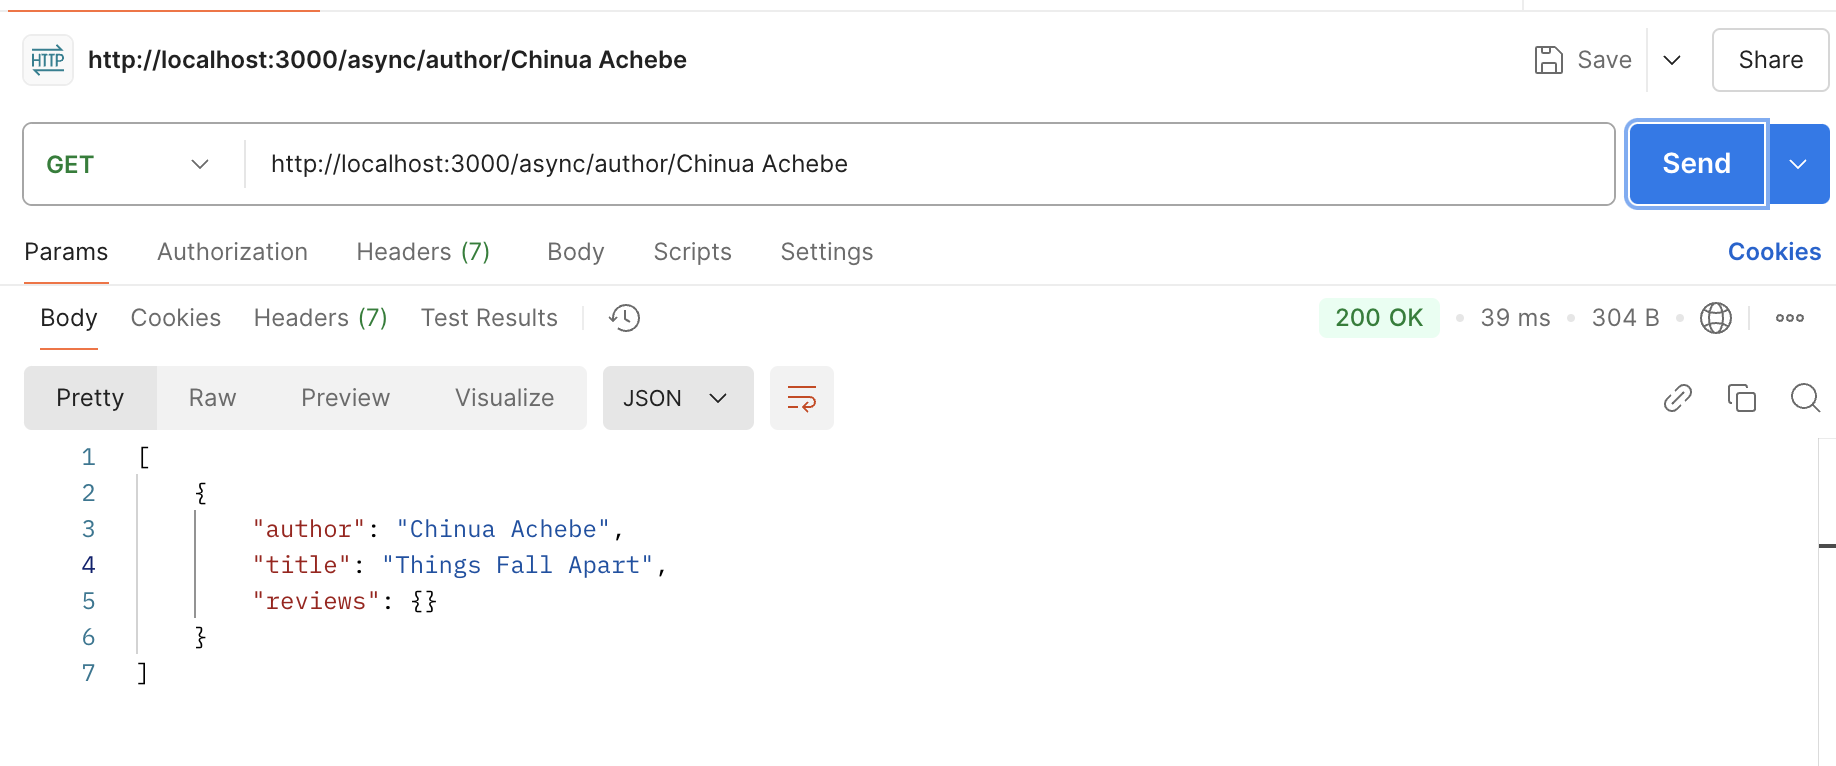 HTTP http://localhost:3000/async/author/Chinua Achebe Save Share
GET http://localhost:3000/async/author/Chinua Achebe Send
Params Authorization Headers (7) Body Scripts Settings Cookies
Body Cookies Headers (7) Test Results 200 OK 39 ms 304 B
Pretty Raw Preview Visualize JSON
1 [
2 {
3 "author": "Chinua Achebe",
4 "title": "Things Fall Apart",
5 "reviews": {}
6 }
7 ]